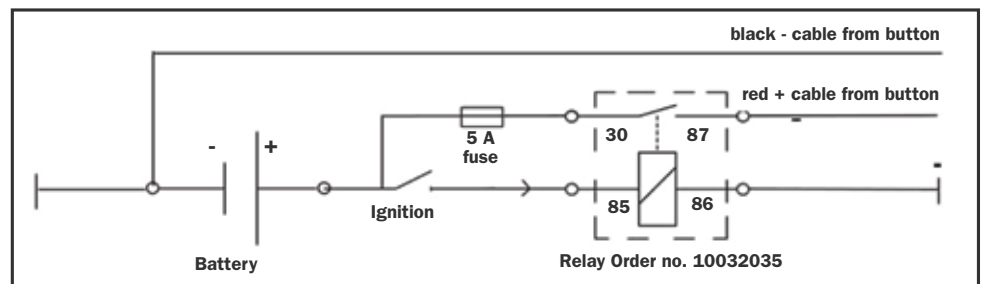 black - cable from button
red + cable from button
5 A
fuse
30
87
-
+
-
-
Ignition
85
86
Battery
Relay Order no. 10032035